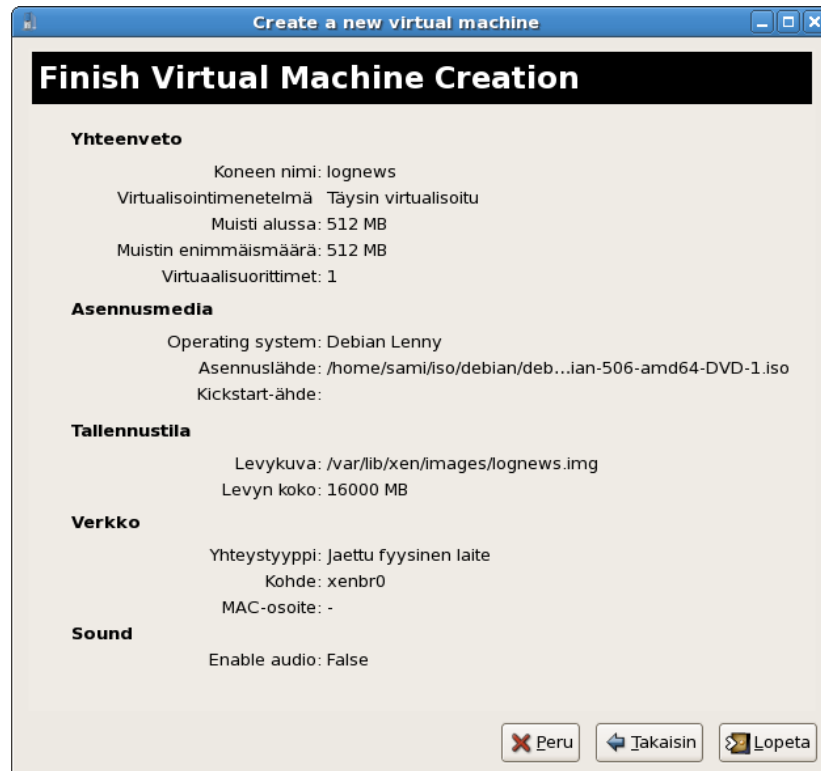 Create a new virtual machine
Finish Virtual Machine Creation
Yhteenveto
Koneen nimi: lognews
Virtualisointimenetelmä Täysin virtualisoitu
Muisti alussa: 512 MB
Muistin enimmäismäärä: 512 MB
Virtuaalisuorittimet: 1
Asennusmedia
Operating system: Debian Lenny
Asennuslähde: /home/sami/iso/debian/deb...ian-506-amd64-DVD-1.iso
Kickstart-ähde:
Tallennustila
Levykuva: /var/lib/xen/images/lognews.img
Levyn koko: 16000 MB
Verkko
Yhteystyyppi: Jaettu fyysinen laite
Kohde: xenbr0
MAC-osoite: -
Sound
Enable audio: False
Peru Takaisin Lopeta